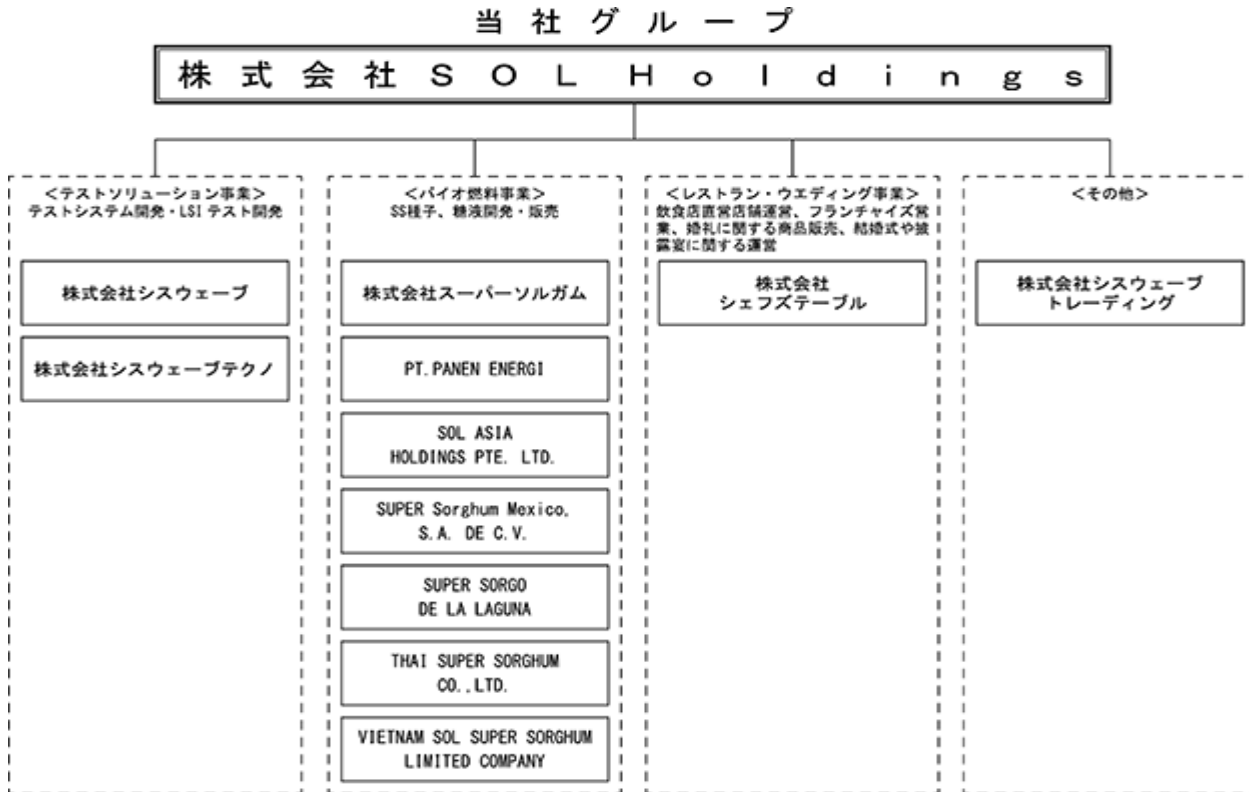 当社グループ
株式会社SOL Holdings
<テストソリューション事業>
テストシステム開発・LSIテスト開発
株式会社シスウェーブ
株式会社シスウェーブテクノ
<バイオ燃料事業>
SS種子、糖液開発・販売
株式会社スーパーソルガム
PT.PANEN ENERGI
SOL ASIA
HOLDINGS PTE. LTD.
SUPER Sorghum Mexico,
S.A. DE C.V.
SUPER SORGO
DE LA LAGUNA
THAI SUPER SORGHUM
CO.,LTD.
VIETNAM SOL SUPER SORGHUM
LIMITED COMPANY
<レストラン・ウエディング事業>
飲食店直営店舗運営、フランチャイズ営
業、婚礼に関する商品販売、結婚式や披
露宴に関する運営
株式会社
シェフズテーブル
<その他>
株式会社シスウェーブ
トレーディング